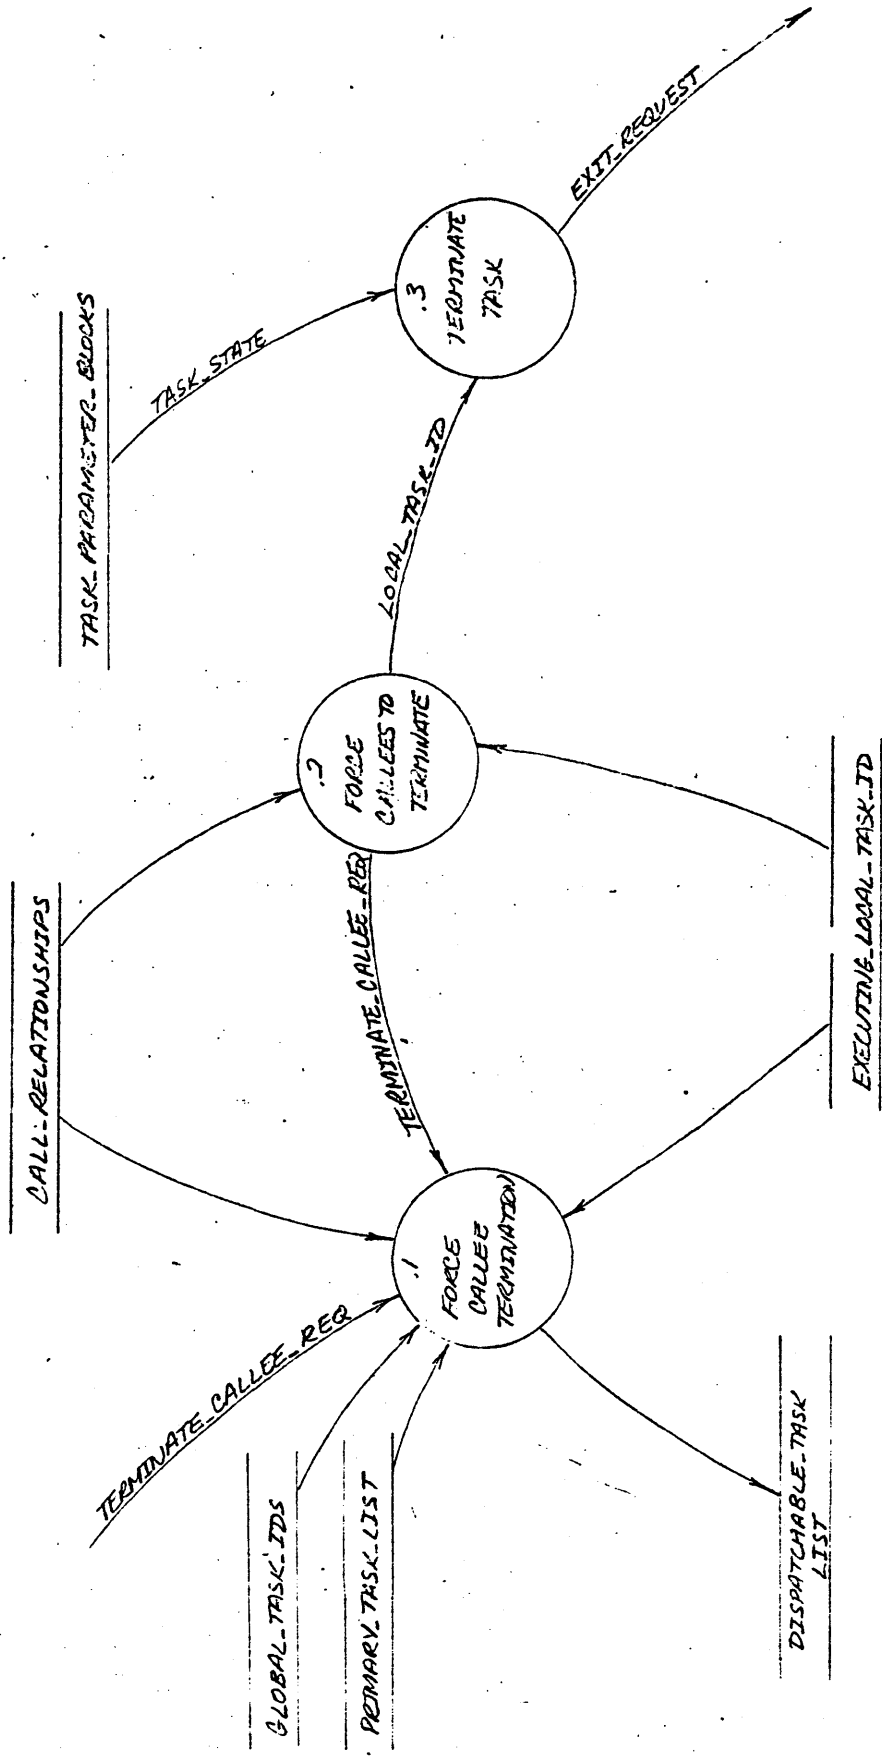 TERMINATE_CALLEE_REQ
GLOBAL_TASK_IDS
PRIMARY_TASK_LIST
DISPATCHABLE_TASK
LIST
.1
FORCE
CALLEE
TERMINATION
CALL_RELATIONSHIPS
TERMINATE_CALLEE_REQ
EXECUTING_LOCAL_TASK_ID
.2
FORCE
CALLEES TO
TERMINATE
LOCAL_TASK_ID
TASK_PARAMETER_BLOCKS
TASK_STATE
.3
TERMINATE
TASK
EXIT_REQUEST